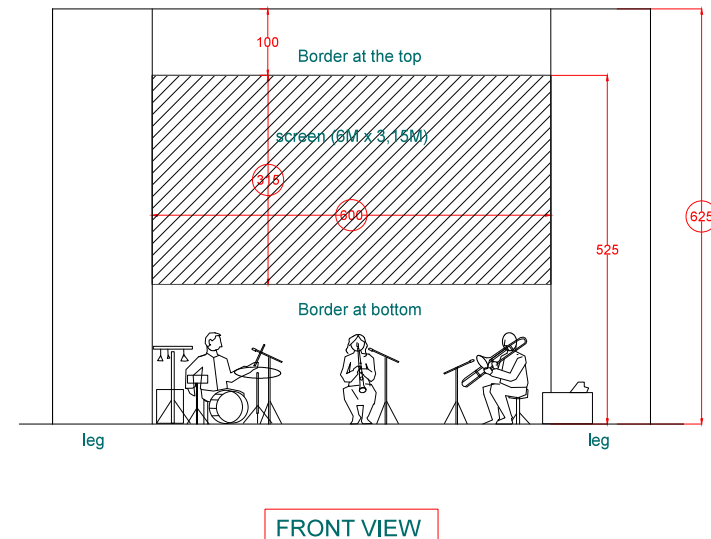 100
Border at the top
screen (6M x 3,15M)
315
600
625
525
Border at bottom
leg
leg
FRONT VIEW